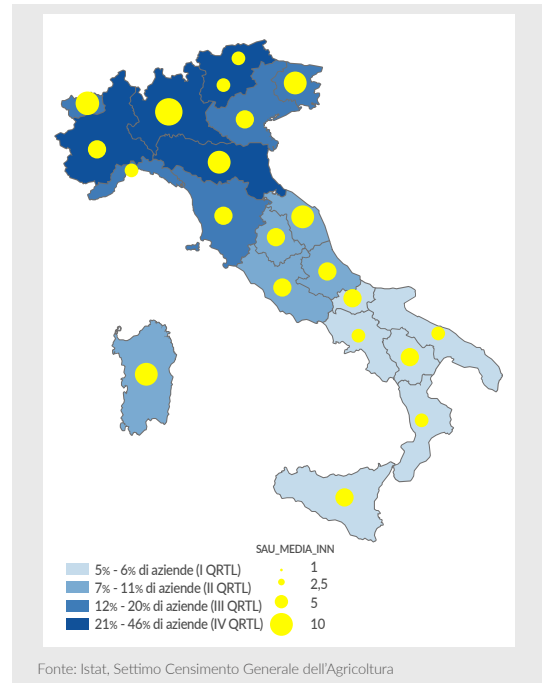 SAU_MEDIA_INN
5% - 6% di aziende (I QRTL)
7% - 11% di aziende (II QRTL)
12% - 20% di aziende (III QRTL)
21% - 46% di aziende (IV QRTL)
1
2,5
5
10
Fonte: Istat, Settimo Censimento Generale dell'Agricoltura